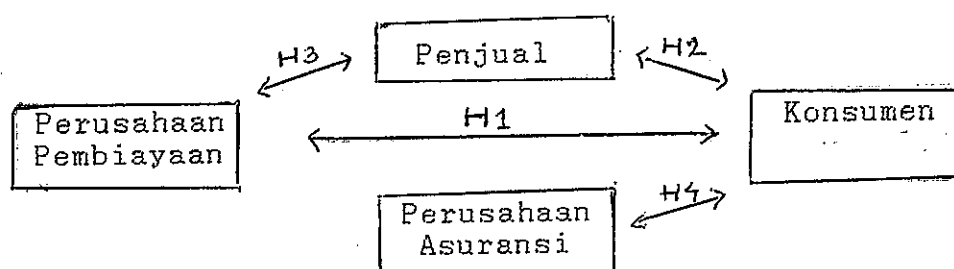 Penjual
H3
H2
Perusahaan
Pembiayaan
H1
Konsumen
Perusahaan
Asuransi
H4